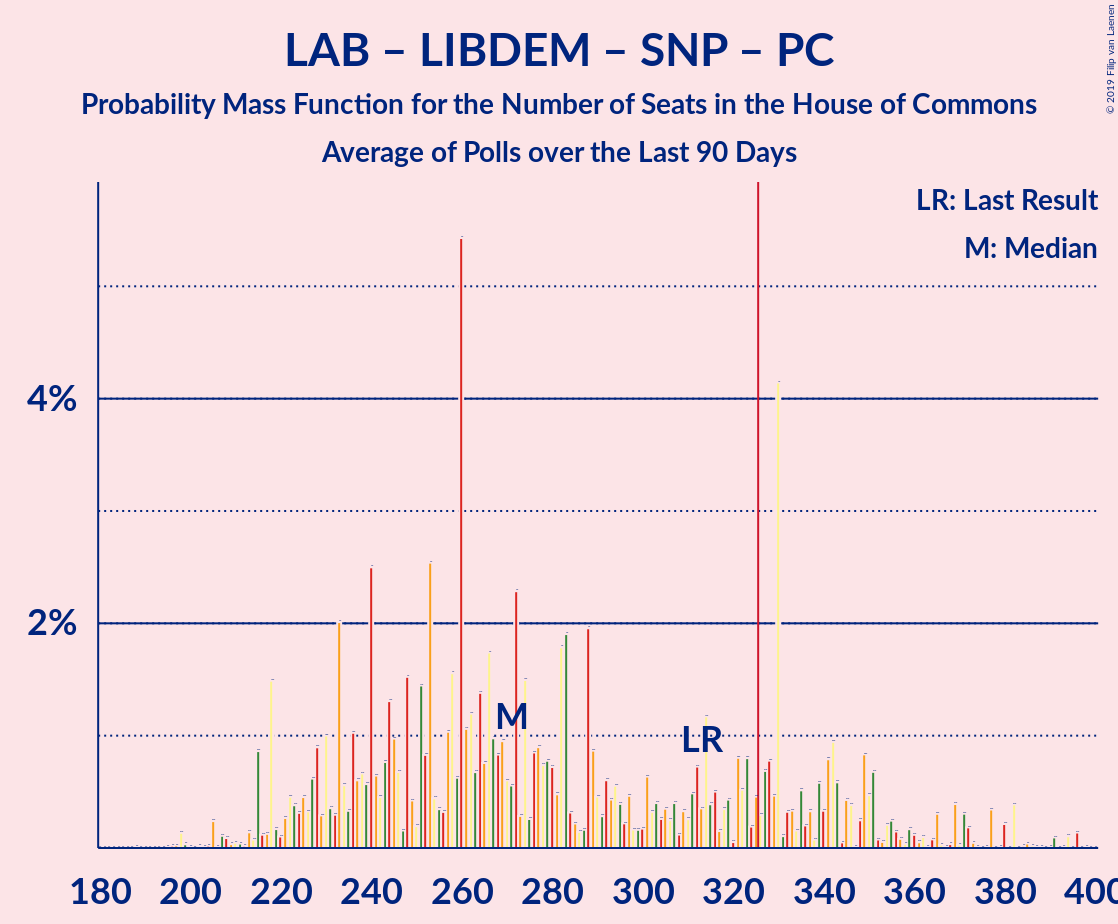 LAB – LIBDEM – SNP – PC
Probability Mass Function for the Number of Seats in the House of Commons
Average of Polls over the Last 90 Days
© 2019 Filip van Laenen
LR: Last Result
M: Median
4%
2%
M
LR
180 200 220 240 260 280 300 320 340 360 380 400